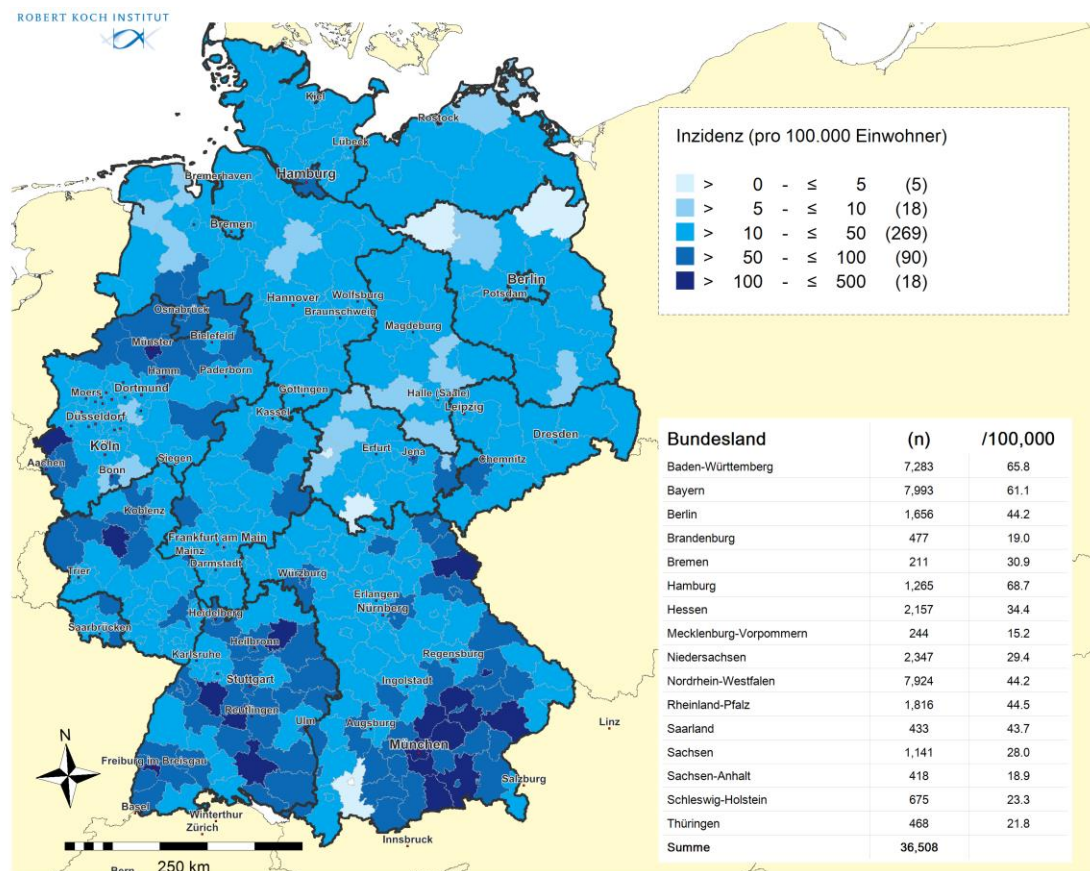 ROBERT KOCH INSTITUT
Kiel
Rostock
Lübeck
Bremerhaven
Hamburg
Bremen
Berlin
Potsdam
Hannover
Wolfsburg
Braunschweig
Magdeburg
Osnabrück
Münster
Bielefeld
Hamm
Paderborn
Moers
Dortmund
Göttingen
Halle (Saale)
Leipzig
Düsseldorf
Kassel
Köln
Erfurt
Jena
Dresden
Aachen
Bonn
Siegen
Chemnitz
Koblenz
Frankfurt am Main
Mainz
Darmstadt
Trier
Würzburg
Erlangen
Nürnberg
Heidelberg
Saarbrücken
Heilbronn
Karlsruhe
Regensburg
Stuttgart
Ingolstadt
Reutlingen
Ulm
Augsburg
Linz
München
Freiburg im Breisgau
Salzburg
Basel
Winterthur
Zürich
Innsbruck
Bern
250 km
Inzidenz (pro 100.000 Einwohner)
> 0 - ≤ 5 (5)
> 5 - ≤ 10 (18)
> 10 - ≤ 50 (269)
> 50 - ≤ 100 (90)
> 100 - ≤ 500 (18)
Bundesland (n) /100,000
Baden-Württemberg 7,283 65.8
Bayern 7,993 61.1
Berlin 1,656 44.2
Brandenburg 477 19.0
Bremen 211 30.9
Hamburg 1,265 68.7
Hessen 2,157 34.4
Mecklenburg-Vorpommern 244 15.2
Niedersachsen 2,347 29.4
Nordrhein-Westfalen 7,924 44.2
Rheinland-Pfalz 1,816 44.5
Saarland 433 43.7
Sachsen 1,141 28.0
Sachsen-Anhalt 418 18.9
Schleswig-Holstein 675 23.3
Thüringen 468 21.8
Summe 36,508